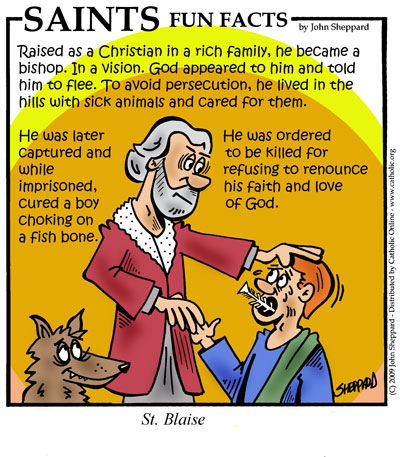 SAINTS FUN FACTS
by John Sheppard
Raised as a Christian in a rich family, he became a
bishop. In a vision. God appeared to him and told
him to flee. To avoid persecution, he lived in the
hills with sick animals and cared for them.
He was later
captured and
while
imprisoned,
cured a boy
choking on
a fish bone.
He was ordered
to be killed for
refusing to renounce
his faith and love
of God.
SHEPPARD
(C) 2009 John Sheppard - Distributed by Catholic Online - www.catholic.org
St. Blaise